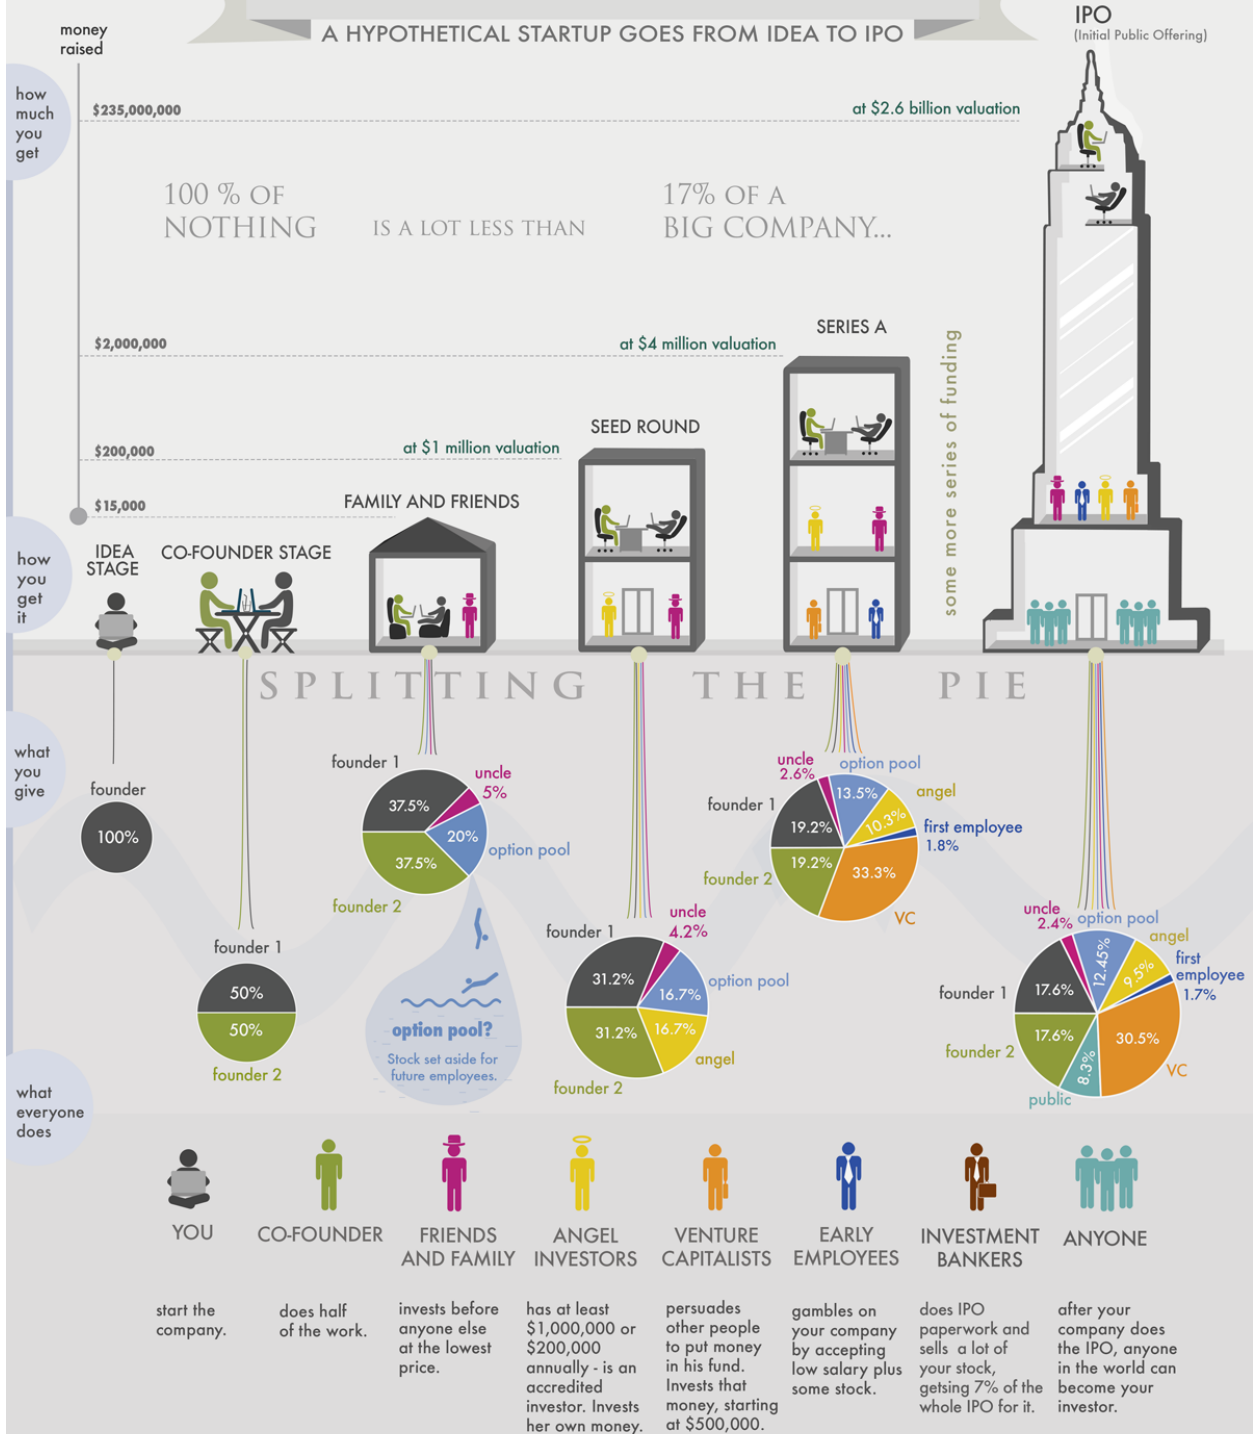 A HYPOTHETICAL STARTUP GOES FROM IDEA TO IPO
IPO
(Initial Public Offering)
money
raised
how
much
you
get
$235,000,000
at $2.6 billion valuation
100 % OF
NOTHING
IS A LOT LESS THAN
17% OF A
BIG COMPANY...
SERIES A
$2,000,000
at $4 million valuation
some more series of funding
SEED ROUND
$200,000
at $1 million valuation
FAMILY AND FRIENDS
$15,000
how
you
get
it
IDEA
STAGE
CO-FOUNDER STAGE
SPLITTING THE PIE
what
you
give
founder
100%
founder 1
50%
50%
founder 2
founder 1
uncle
5%
37.5%
20%
option pool
37.5%
founder 2
option pool?
Stock set aside for
future employees.
founder 1
uncle
4.2%
31.2%
option pool
16.7%
31.2%
16.7%
angel
founder 2
uncle
2.6%
option pool
13.5%
angel
founder 1
10.3%
19.2%
first employee
1.8%
19.2%
founder 2
33.3%
VC
uncle
2.4%
option pool
12.45%
angel
9.5%
first
employee
1.7%
founder 1
17.6%
17.6%
founder 2
30.5%
8.3%
VC
public
what
everyone
does
YOU
start the
company.
CO-FOUNDER
does half
of the work.
FRIENDS
AND FAMILY
invests before
anyone else
at the lowest
price.
ANGEL
INVESTORS
has at least
$1,000,000 or
$200,000
annually - is an
accredited
investor. Invests
her own money.
VENTURE
CAPITALISTS
persuades
other people
to put money
in his fund.
Invests that
money, starting
at $500,000.
EARLY
EMPLOYEES
gambles on
your company
by accepting
low salary plus
some stock.
INVESTMENT
BANKERS
does IPO
paperwork and
sells a lot of
your stock,
getsing 7% of the
whole IPO for it.
ANYONE
after your
company does
the IPO, anyone
in the world can
become your
investor.